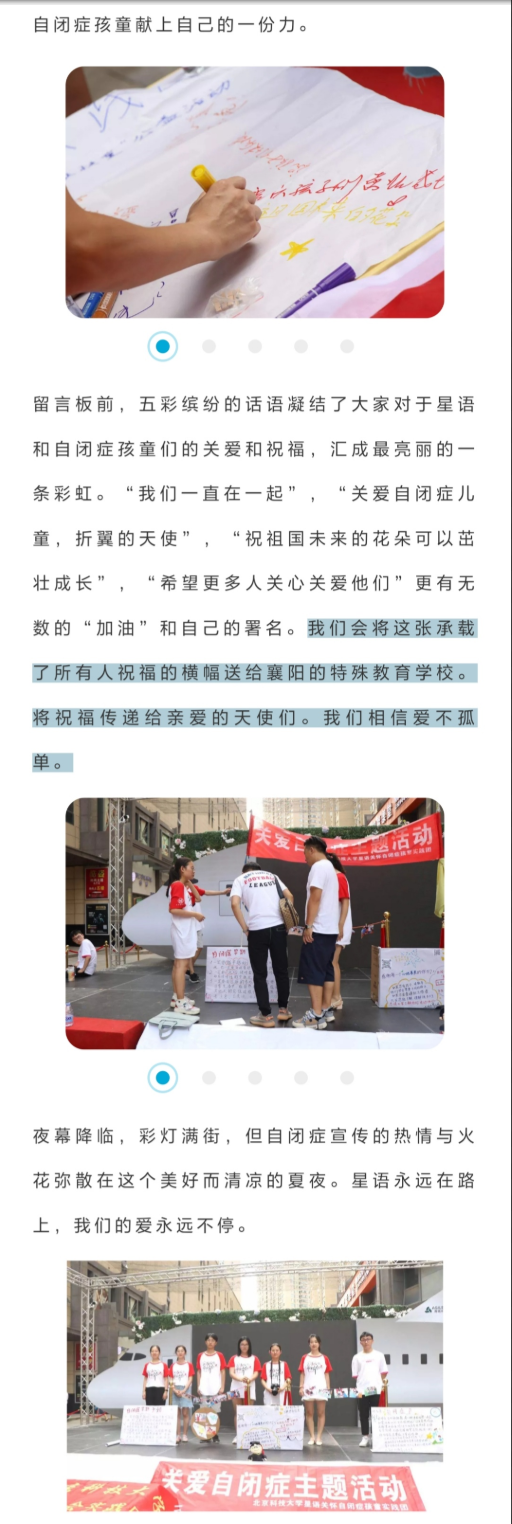 自闭症孩童献上自己的一份力。
留言板前，五彩缤纷的话语凝结了大家对于星语
和自闭症孩童们的关爱和祝福，汇成最亮丽的一
条彩虹。“我们一直在一起”，“关爱自闭症儿
童，折翼的天使”，“祝祖国未来的花朵可以茁
壮成长”，“希望更多人关心关爱他们”更有无
数的“加油”和自己的署名。我们会将这张承载
了所有人祝福的横幅送给襄阳的特殊教育学校。
将祝福传递给亲爱的天使们。我们相信爱不孤
单。
关爱自闭症主题活动
夜幕降临，彩灯满街，但自闭症宣传的热情与火
花弥散在这个美好而清凉的夏夜。星语永远在路
上，我们的爱永远不停。
关爱自闭症主题活动
北京科技大学星语关怀自闭症孩童实践团